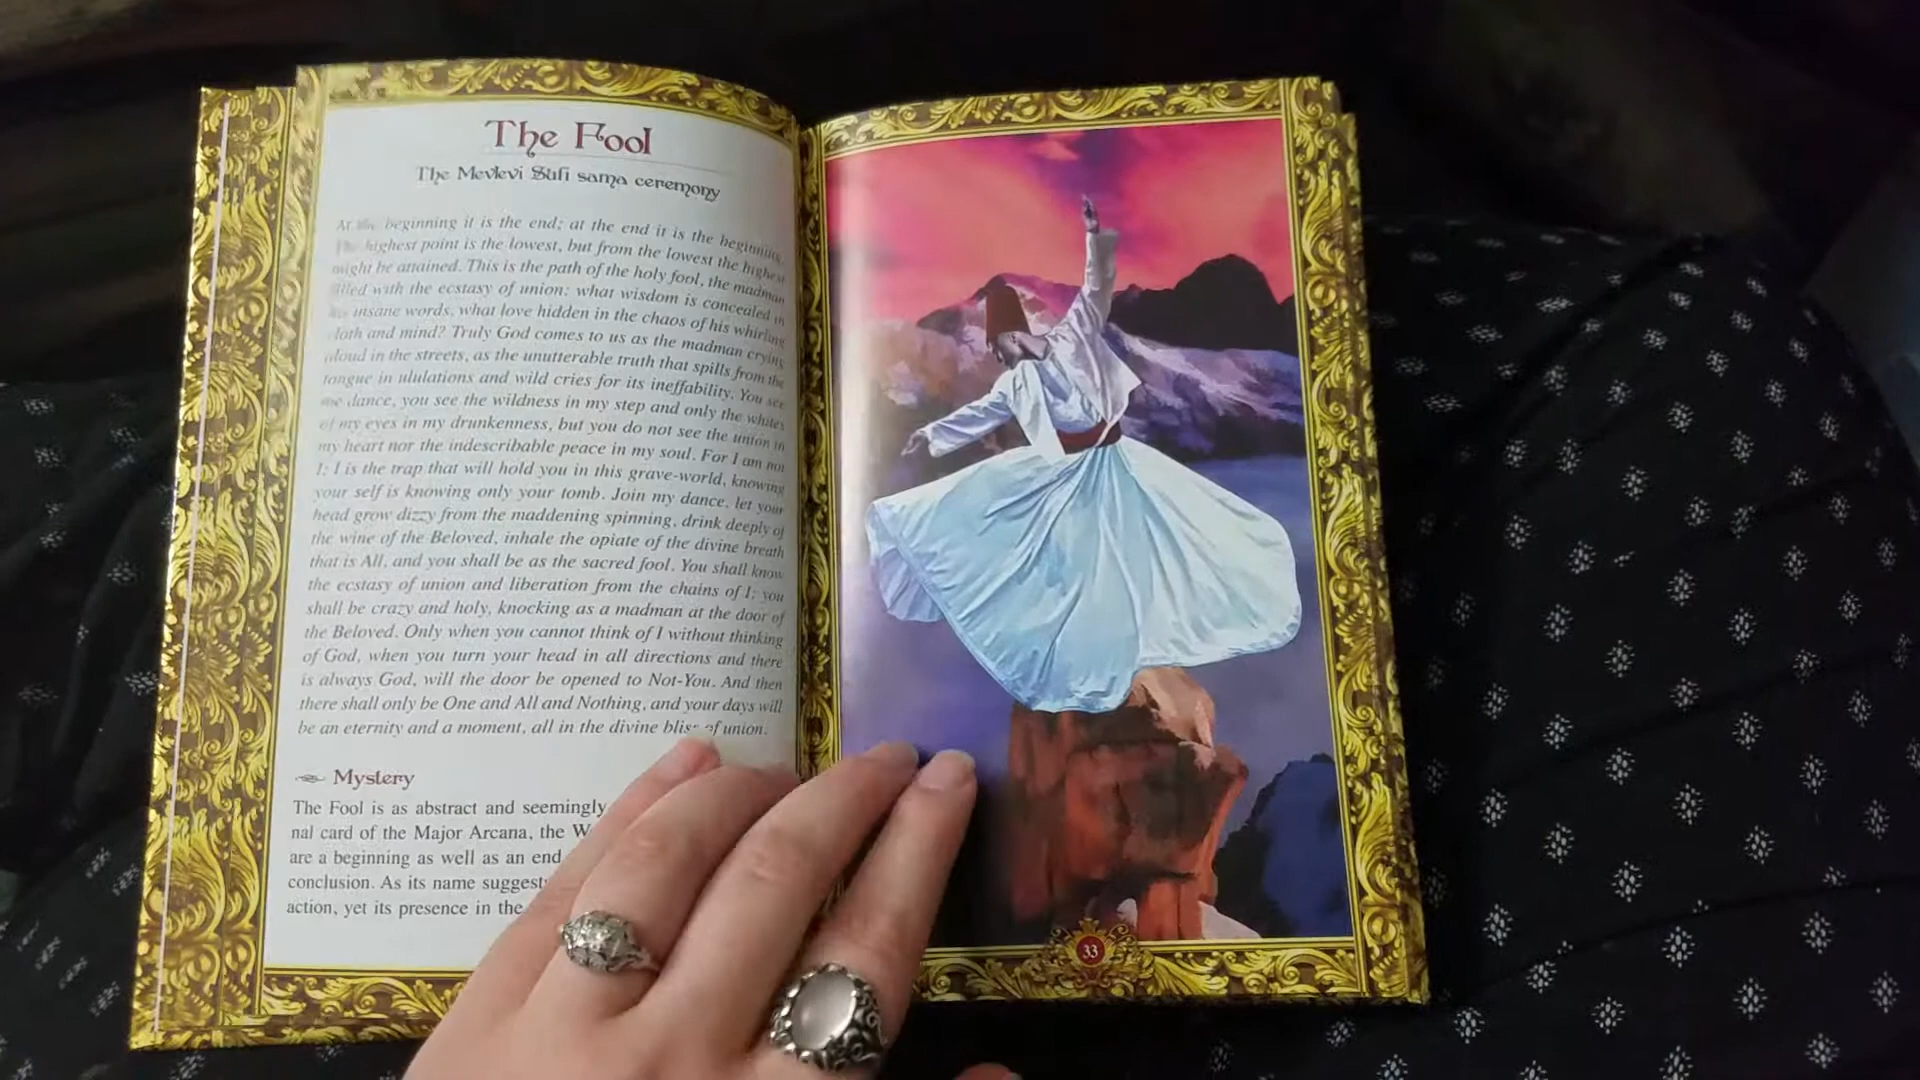 The Fool
The Mevlevi Sufi sama ceremony
At the beginning it is the end; at the end it is the beginning.
The highest point is the lowest, but from the lowest the highest
might be attained. This is the path of the holy fool, the madman
filled with the ecstasy of union: what wisdom is concealed in
his insane words, what love hidden in the chaos of his whirling
cloth and mind? Truly God comes to us as the madman crying
aloud in the streets, as the unutterable truth that spills from the
tongue in ululations and wild cries for its ineffability. You see
me dance, you see the wildness in my step and only the whites
of my eyes in my drunkenness, but you do not see the union in
my heart nor the indescribable peace in my soul. For I am not
I; I is the trap that will hold you in this grave-world, knowing
your self is knowing only your tomb. Join my dance, let your
head grow dizzy from the maddening spinning, drink deeply of
the wine of the Beloved, inhale the opiate of the divine breath
that is All, and you shall be as the sacred fool. You shall know
the ecstasy of union and liberation from the chains of I; you
shall be crazy and holy, knocking as a madman at the door of
the Beloved. Only when you cannot think of I without thinking
of God, when you turn your head in all directions and there
is always God, will the door be opened to Not-You. And then
there shall only be One and All and Nothing, and your days will
be an eternity and a moment, all in the divine bliss of union.
Mystery
The Fool is as abstract and seemingly
nal card of the Major Arcana, the W
are a beginning as well as an end
conclusion. As its name suggest
action, yet its presence in the
33